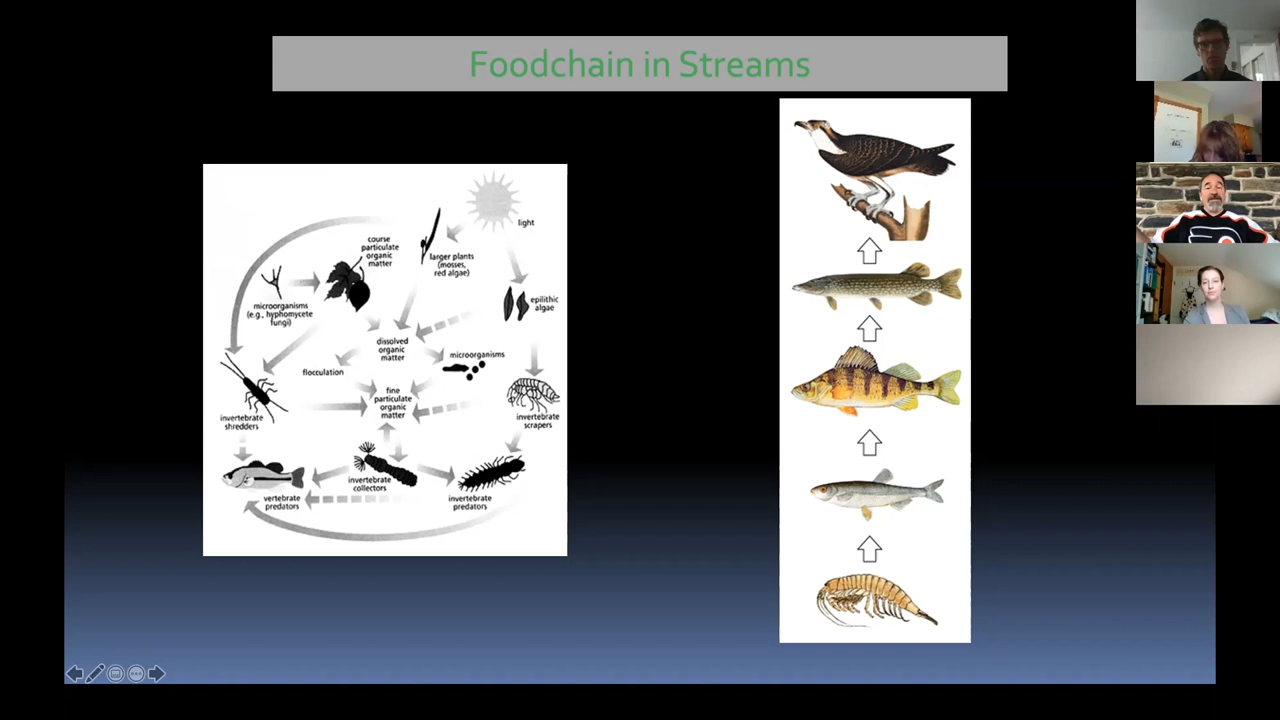 Foodchain in Streams
light
course
particulate
organic
matter
larger plants
(mosses,
red algae)
microorganisms
(e.g., hyphomycete
fungi)
epilithic
algae
dissolved
organic
matter
microorganisms
flocculation
fine
particulate
organic
matter
invertebrate
shredders
invertebrate
scrapers
invertebrate
collectors
vertebrate
predators
invertebrate
predators